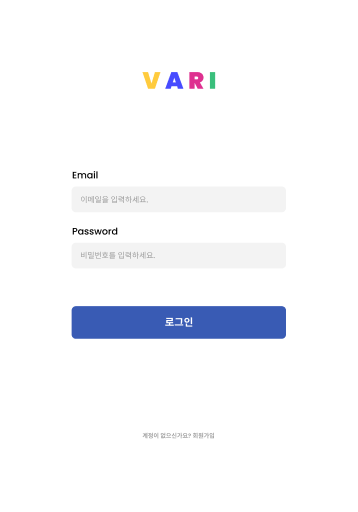 VARI
Email
이메일을 입력하세요.
Password
비밀번호를 입력하세요.
로그인
계정이 없으신가요? 회원가입